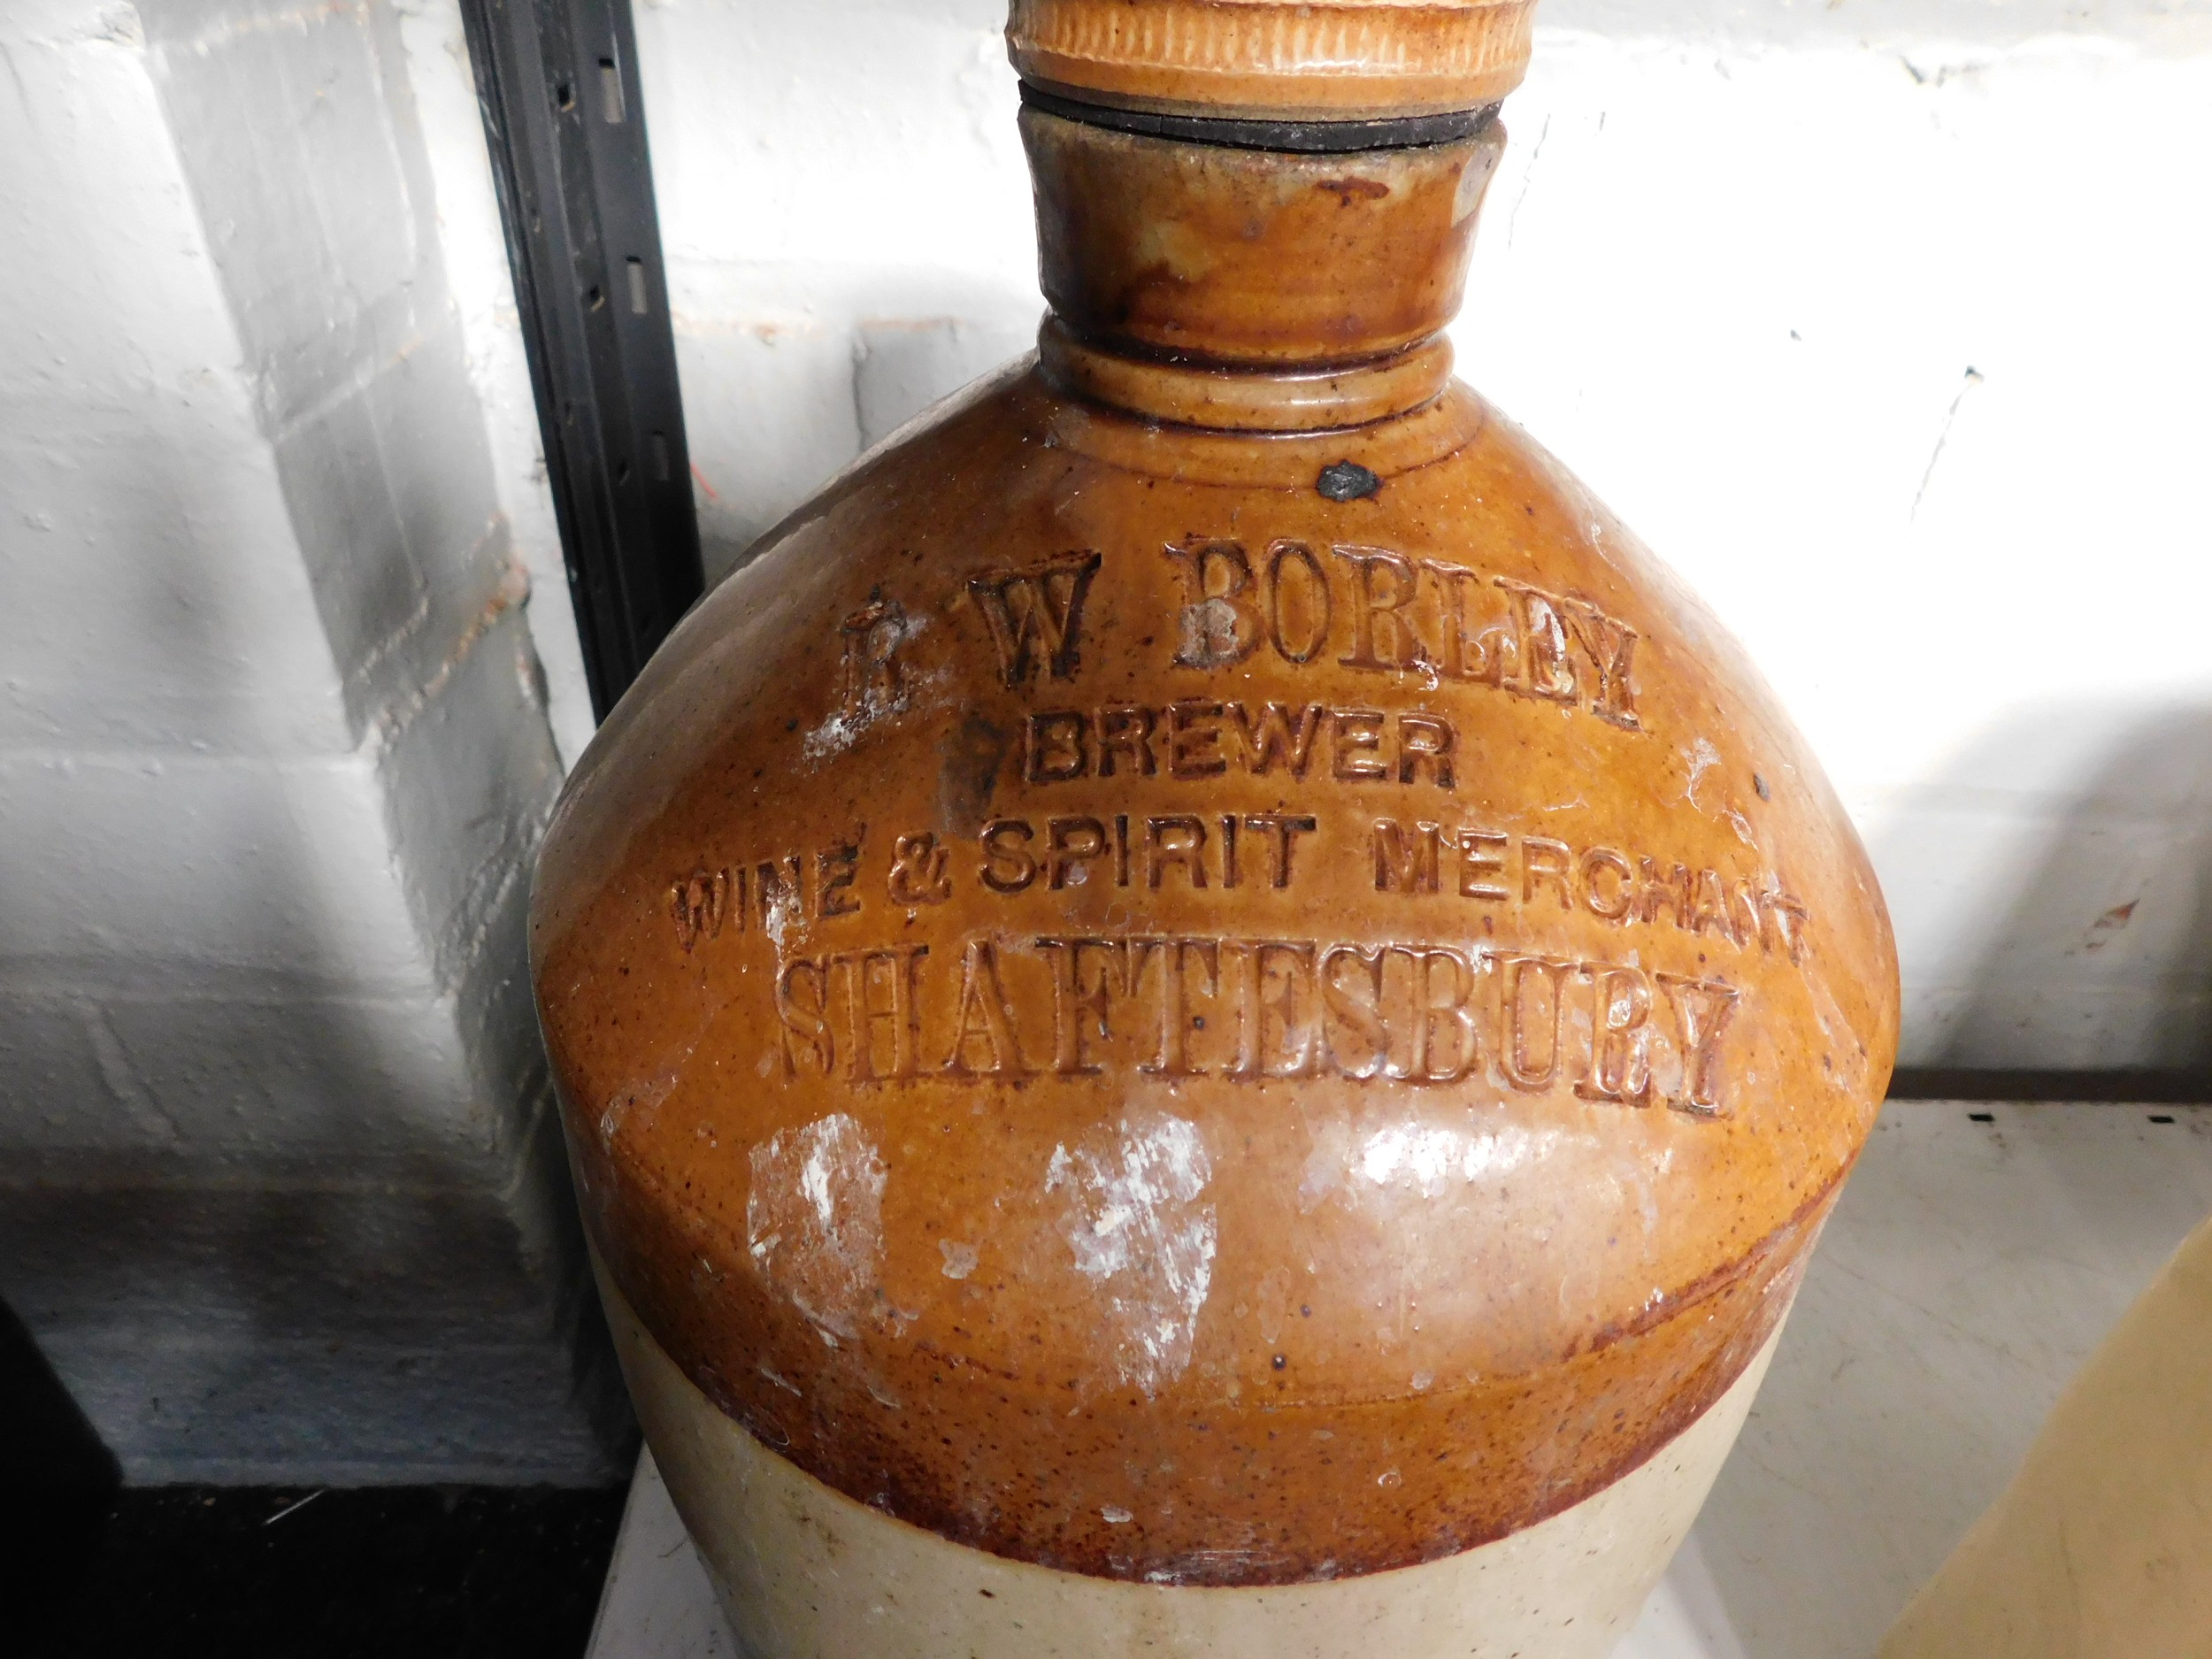 R W BORLEY
BREWER
WINE & SPIRIT MERCHANT
SHAFTESBURY